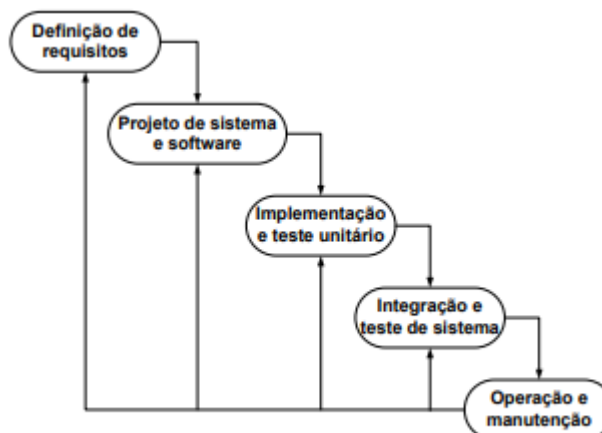 Definição de
requisitos
Projeto de sistema
e software
Implementação
e teste unitário
Integração e
teste de sistema
Operação e
manutenção